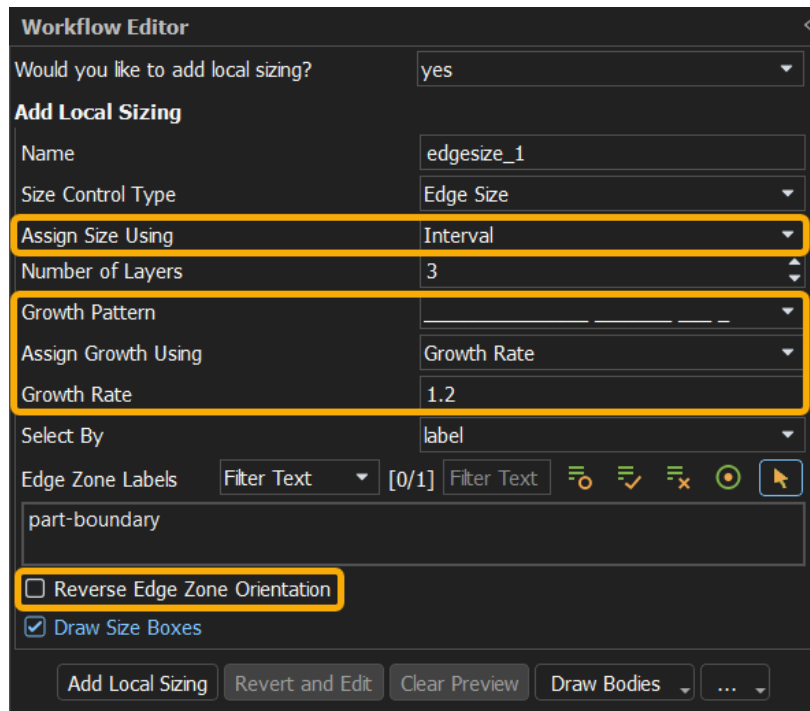 Workflow Editor
Would you like to add local sizing? yes
Add Local Sizing
Name edgesize_1
Size Control Type Edge Size
Assign Size Using Interval
Number of Layers 3
Growth Pattern
Assign Growth Using Growth Rate
Growth Rate 1.2
Select By label
Edge Zone Labels Filter Text [0/1] Filter Text
part-boundary
Reverse Edge Zone Orientation
Draw Size Boxes
Add Local Sizing Revert and Edit Clear Preview Draw Bodies ...